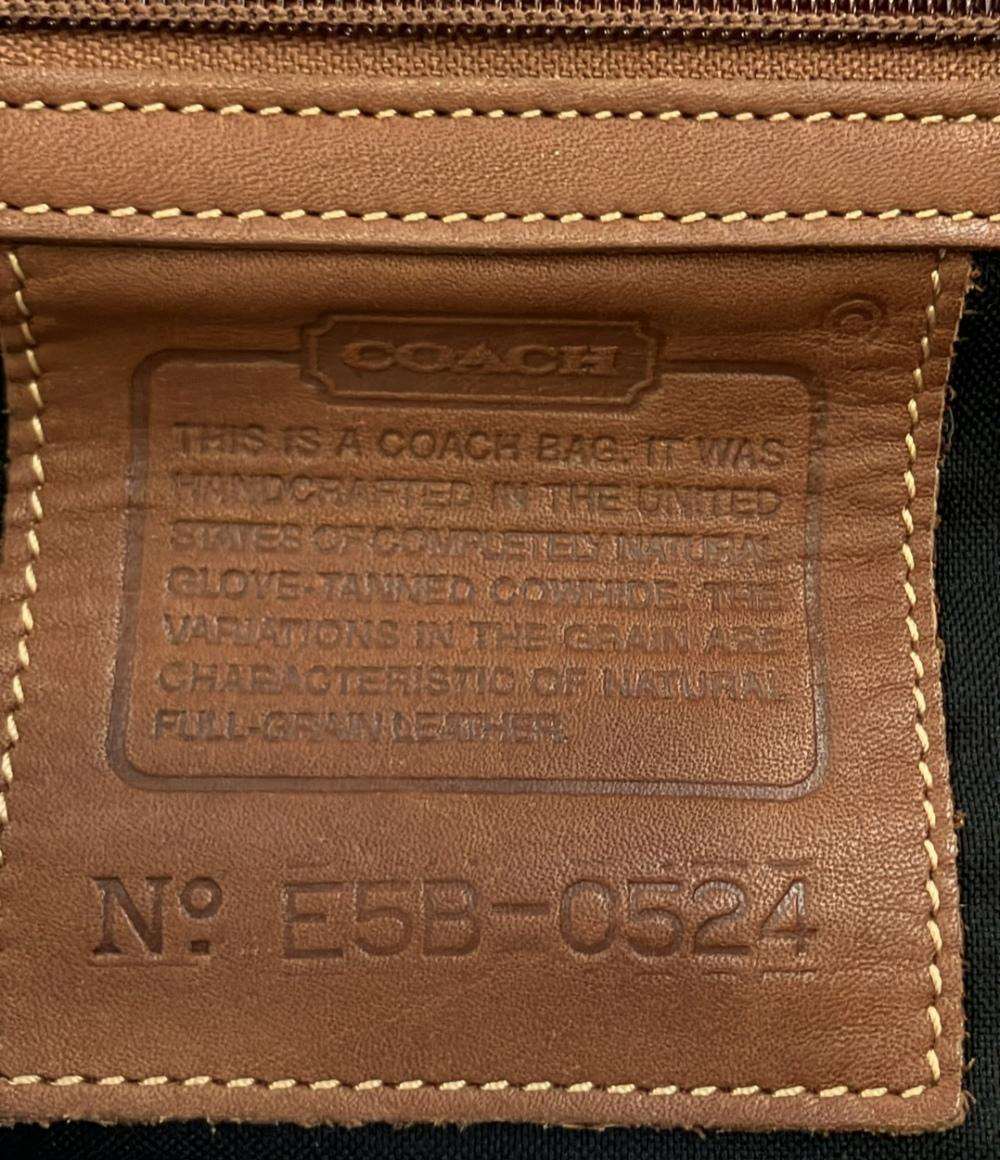 ©
COACH
THIS IS A COACH BAG. IT WAS
HANDCRAFTED IN THE UNITED
STATES OF COMPLETELY NATURAL
GLOVE-TANNED COWHIDE. THE
VARIATIONS IN THE GRAIN ARE
CHARACTERISTIC OF NATURAL
FULL-GRAIN LEATHER.
Nº E5B-0524